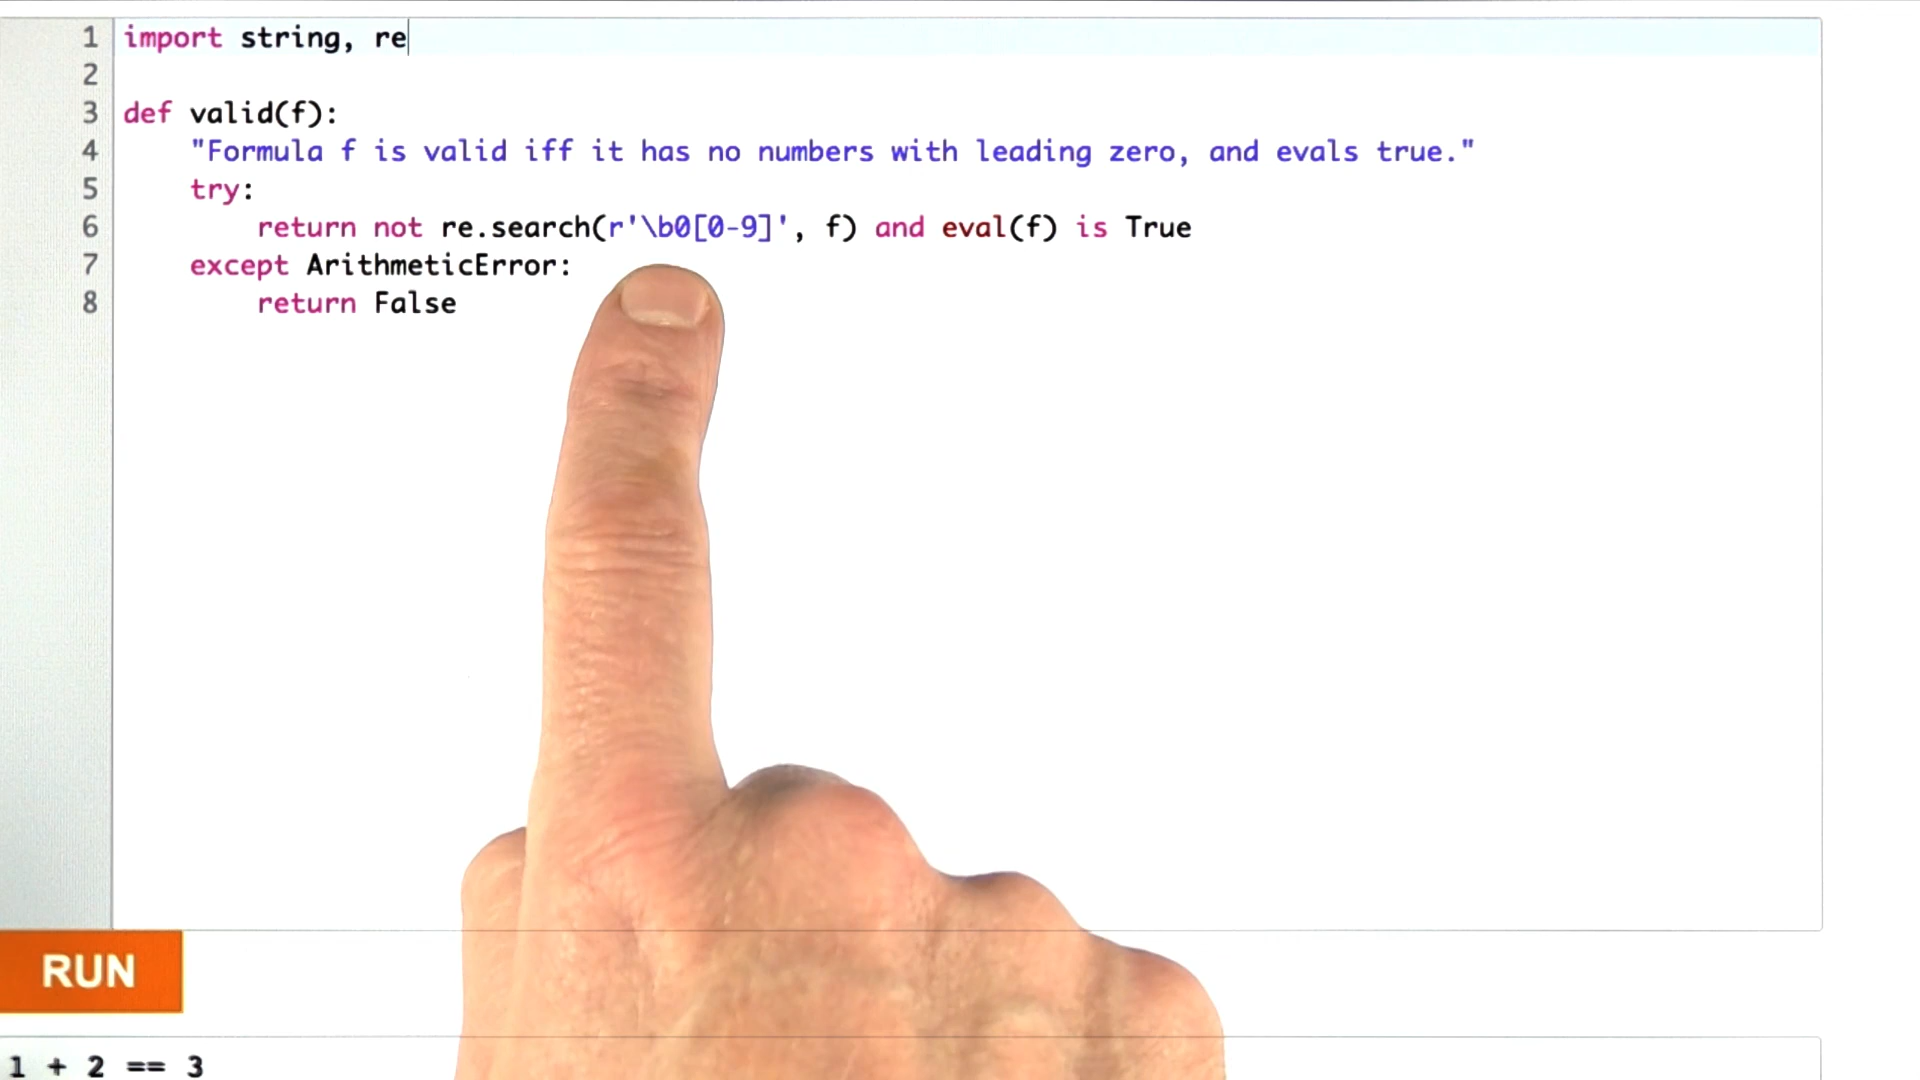 1 import string, re
2
3 def valid(f):
4 "Formula f is valid iff it has no numbers with leading zero, and evals true."
5 try:
6 return not re.search(r'\b0[0-9]', f) and eval(f) is True
7 except ArithmeticError:
8 return False
RUN
1 + 2 == 3